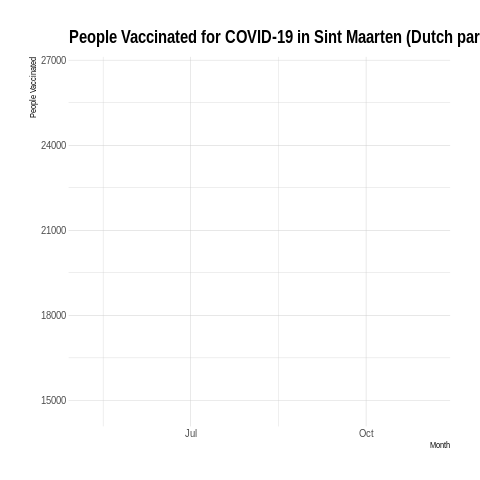 People Vaccinated for COVID-19 in Sint Maarten (Dutch par
People Vaccinated
27000
24000
21000
18000
15000
Jul Oct
Month